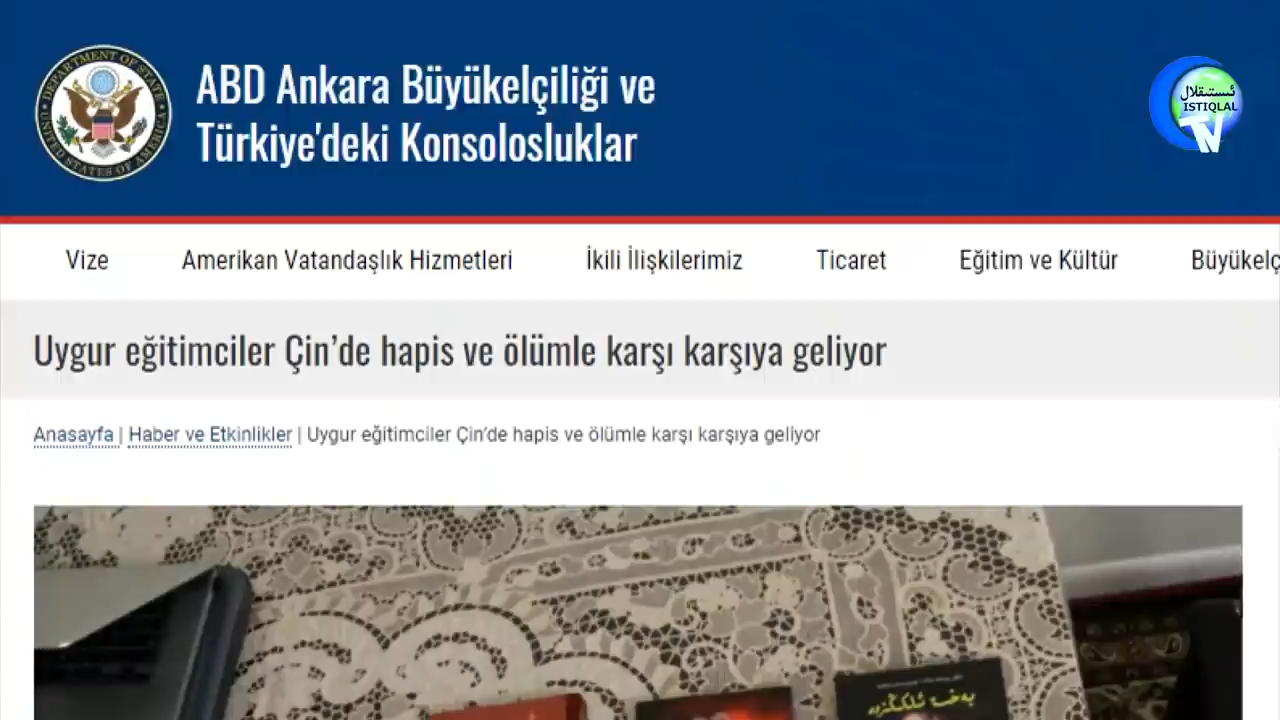 DEPARTMENT OF STATE
UNITED STATES OF AMERICA
ABD Ankara Büyükelçiliği ve
Türkiye'deki Konsolosluklar
ئىستىقلال
ISTIQLAL
TV
Vize Amerikan Vatandaşlık Hizmetleri İkili İlişkilerimiz Ticaret Eğitim ve Kültür Büyükelç
Uygur eğitimciler Çin’de hapis ve ölümle karşı karşıya geliyor
Anasayfa | Haber ve Etkinlikler | Uygur eğitimciler Çin’de hapis ve ölümle karşı karşıya geliyor